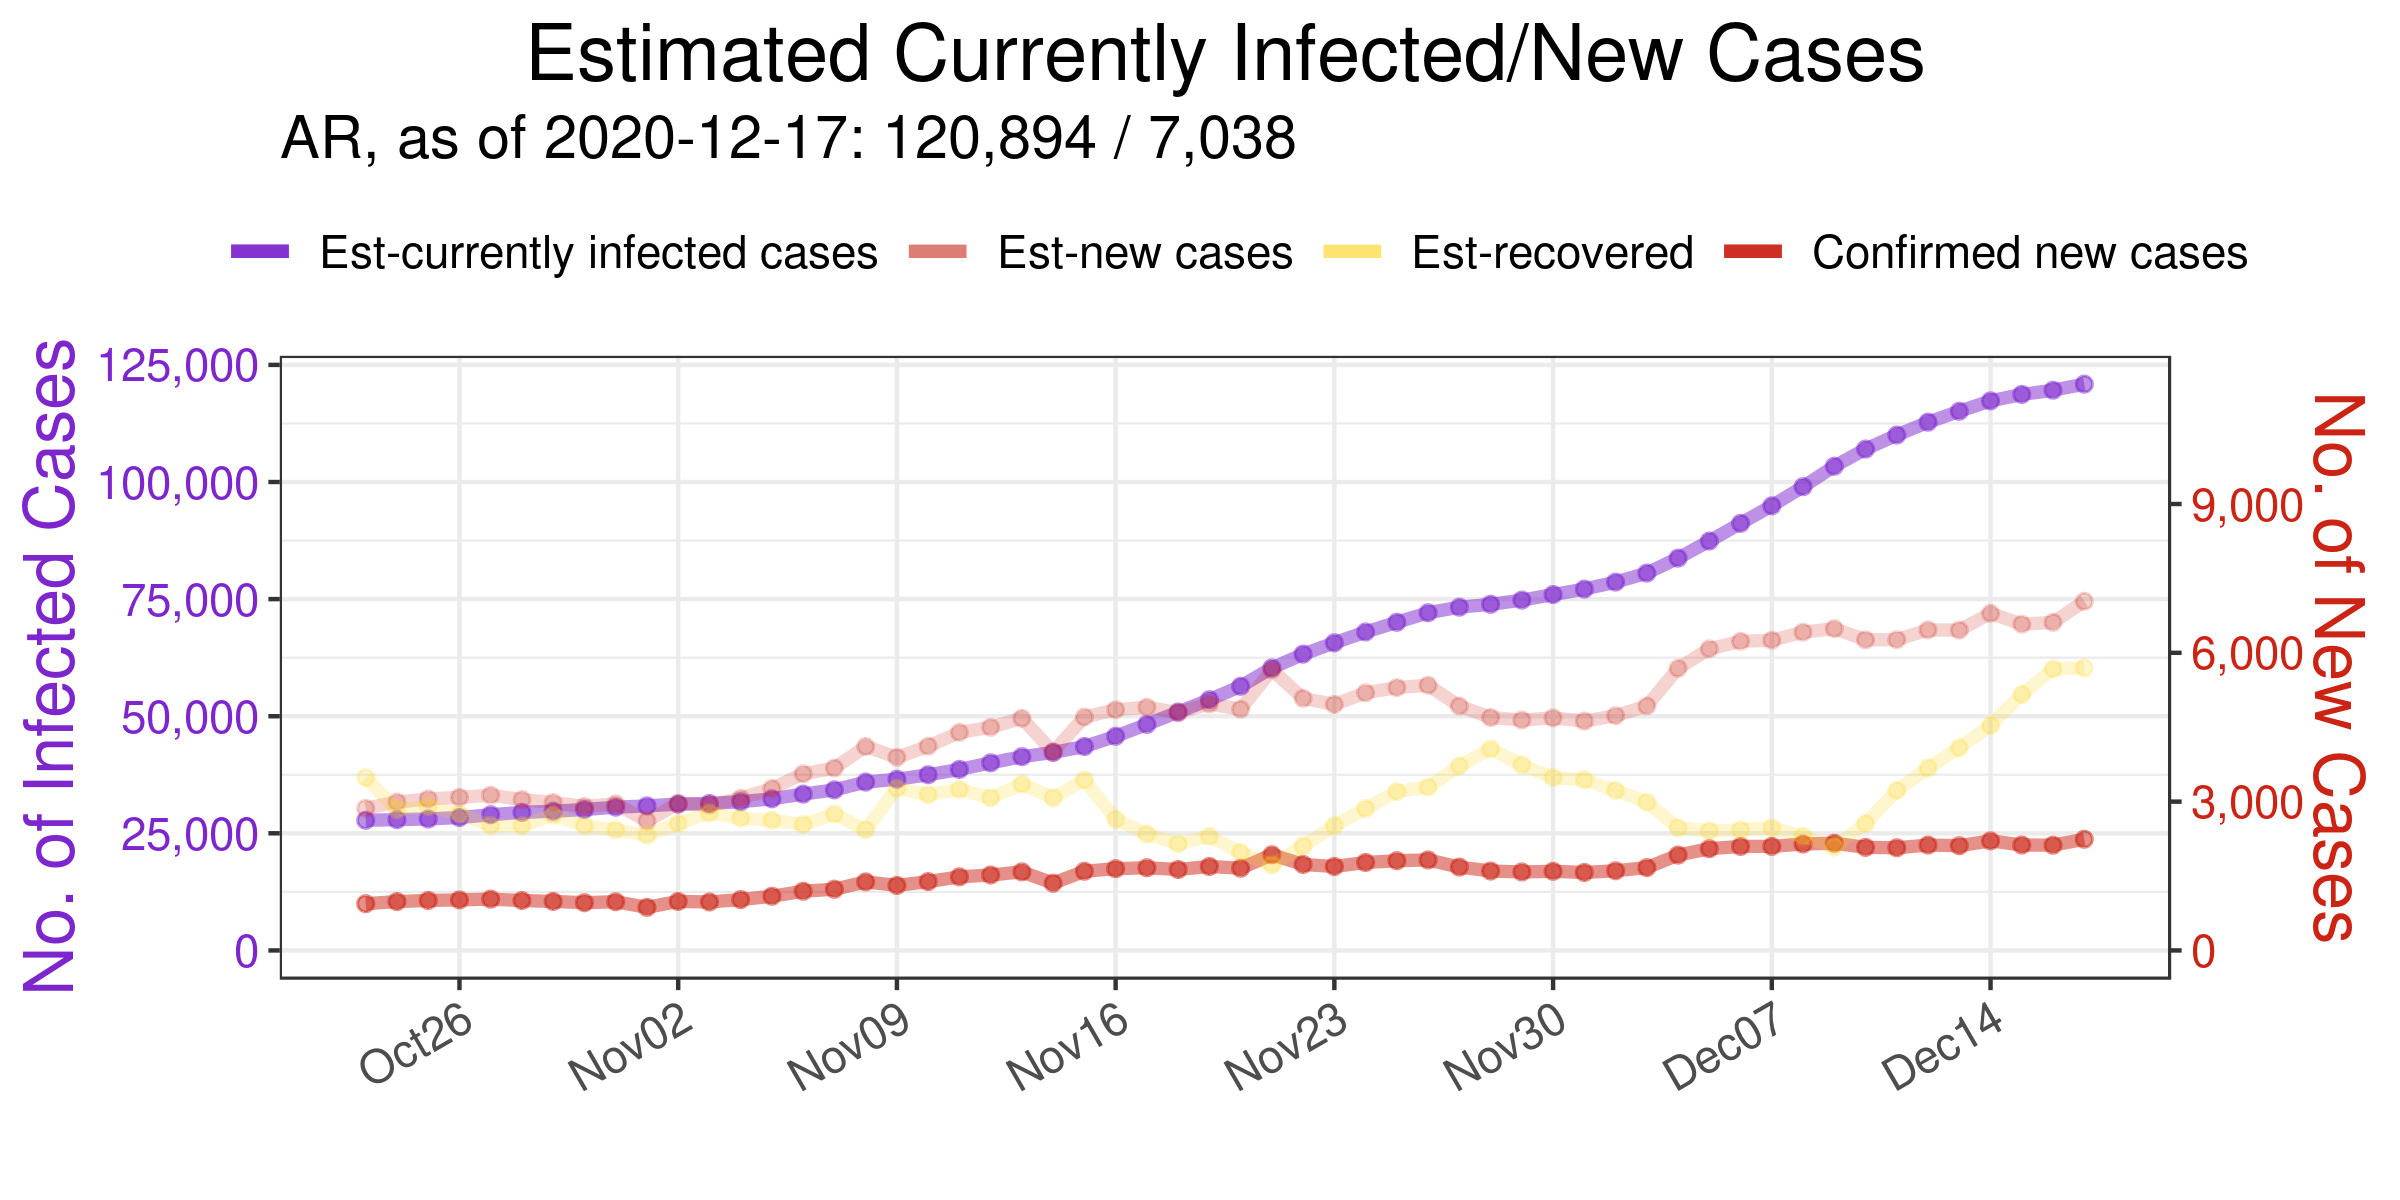 Estimated Currently Infected/New Cases
AR, as of 2020-12-17: 120,894 / 7,038
Est-currently infected cases
Est-new cases
Est-recovered
Confirmed new cases
No. of Infected Cases
125,000
100,000
75,000
50,000
25,000
0
No. of New Cases
9,000
6,000
3,000
0
Oct26
Nov02
Nov09
Nov16
Nov23
Nov30
Dec07
Dec14